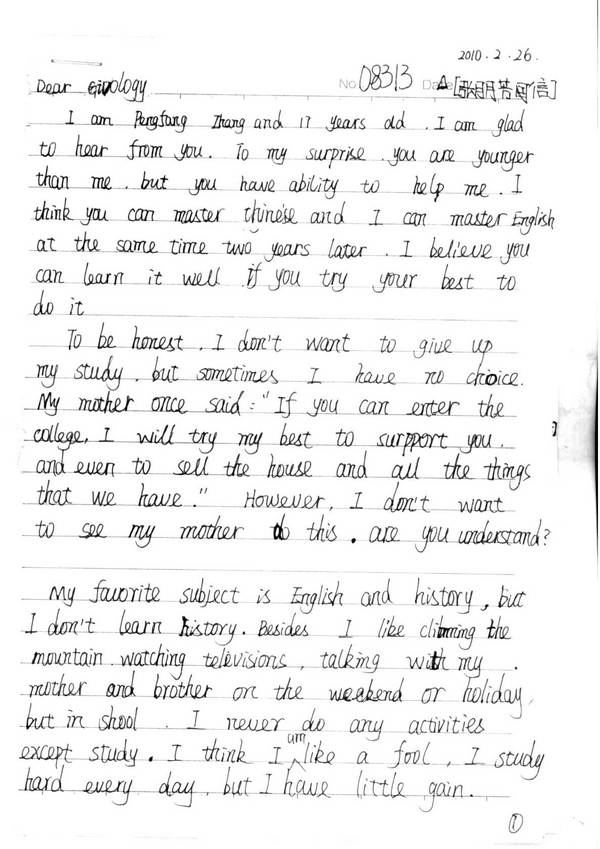 2010.2.26.
No 08313 Date [张朋芳回信]
Dear
I am Pengfang Zhang and 17 years old. I am glad
to hear from you. To my surprise, you are younger
than me, but you have ability to help me. I
think you can master Chinese and I can master English
at the same time two years later. I believe you
can learn it well if you try your best to
do it
To be honest, I don't want to give up
my study, but sometimes I have no choice.
My mother once said: "If you can enter the
college, I will try my best to surpport you,
and even to sell the house and all the things
that we have." However, I don't want
to see my mother do this. are you understand?
My favorite subject is English and history, but
I don't learn history. Besides I like climming the
mountain, watching televisions, talking with my
mother and brother on the weekend or holiday,
but in shool, I never do any activities
except study. I think I am like a fool, I study
hard every day, but I have little gain.
①